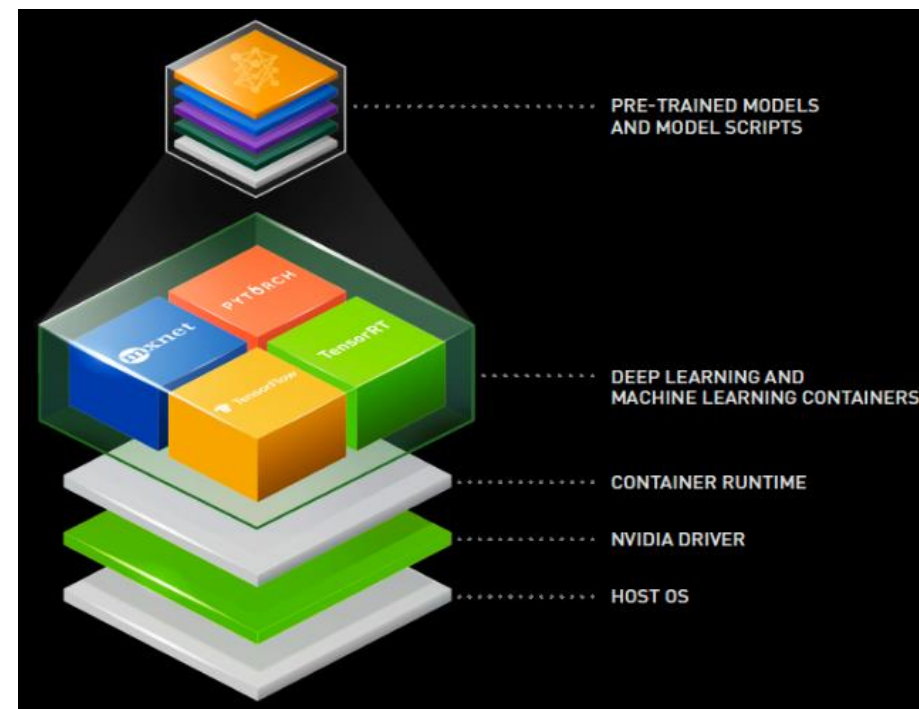 PRE-TRAINED MODELS
AND MODEL SCRIPTS
PYTORCH
mxnet
TensorRT
TensorFlow
DEEP LEARNING AND
MACHINE LEARNING CONTAINERS
CONTAINER RUNTIME
NVIDIA DRIVER
HOST OS